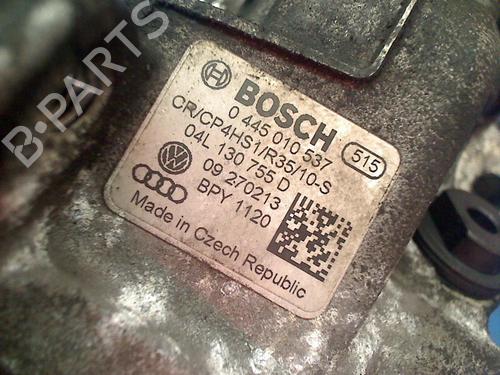 B-PARTS
BOSCH
0 445 010 537
CR/CP4HS1/R35/10-S
515
04L 130 755 D
09 270213
BPY 1120
Made in Czech Republic